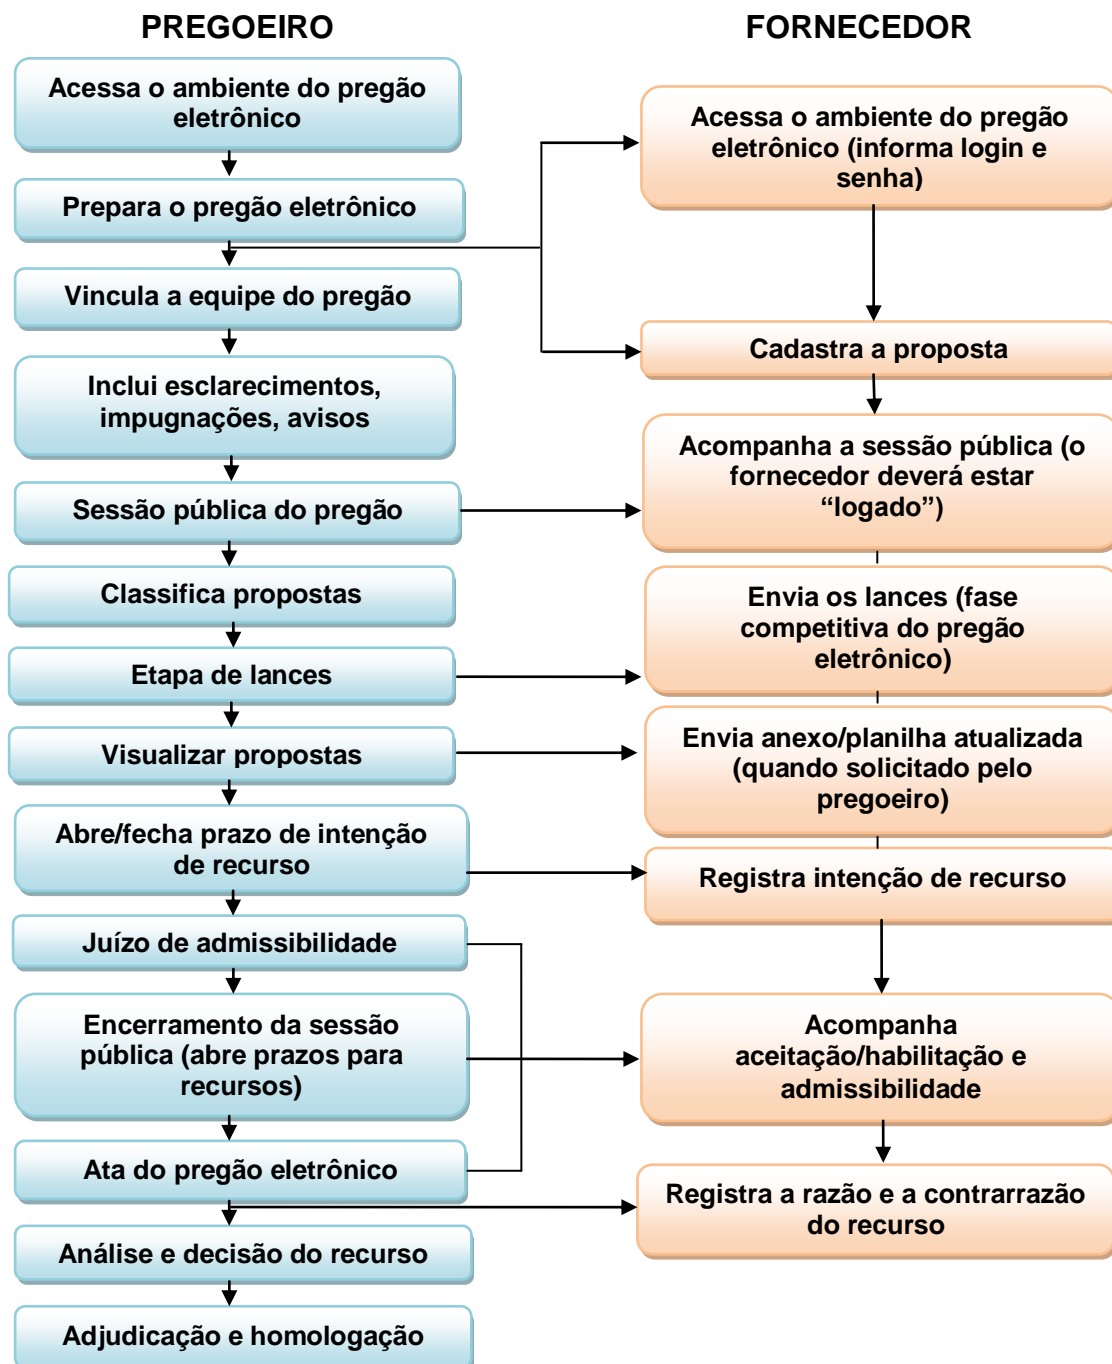 PREGOEIRO
Acessa o ambiente do pregão
eletrônico
Prepara o pregão eletrônico
Vincula a equipe do pregão
Inclui esclarecimentos,
impugnações, avisos
Sessão pública do pregão
Classifica propostas
Etapa de lances
Visualizar propostas
Abre/fecha prazo de intenção
de recurso
Juízo de admissibilidade
Encerramento da sessão
pública (abre prazos para
recursos)
Ata do pregão eletrônico
Análise e decisão do recurso
Adjudicação e homologação
FORNECEDOR
Acessa o ambiente do pregão
eletrônico (informa login e
senha)
Cadastra a proposta
Acompanha a sessão pública (o
fornecedor deverá estar
“logado”)
Envia os lances (fase
competitiva do pregão
eletrônico)
Envia anexo/planilha atualizada
(quando solicitado pelo
pregoeiro)
Registra intenção de recurso
Acompanha
aceitação/habilitação e
admissibilidade
Registra a razão e a contrarrazão
do recurso